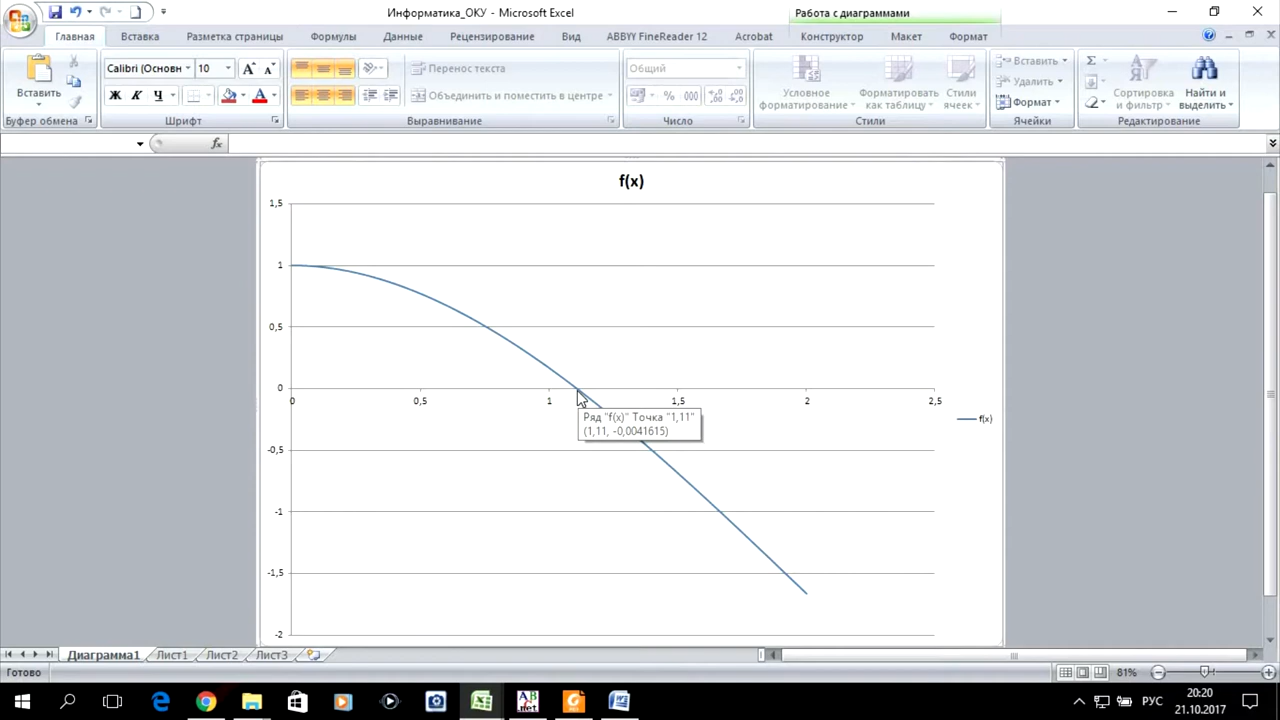 Информатика_ОКУ - Microsoft Excel
Работа с диаграммами
Главная
Вставка
Разметка страницы
Формулы
Данные
Рецензирование
Вид
ABBYY FineReader 12
Acrobat
Конструктор
Макет
Формат
Вставить
Буфер обмена
Calibri (Основн
10
Ж К Ч
Шрифт
Перенос текста
Объединить и поместить в центре
Выравнивание
Общий
% 000
Число
Условное форматирование
Форматировать как таблицу
Стили ячеек
Стили
Вставить
Удалить
Формат
Ячейки
Сортировка и фильтр
Найти и выделить
Редактирование
f(x)
1,5
1
0,5
0
-0,5
-1
-1,5
-2
0
0,5
1
1,5
2
2,5
Ряд "f(x)" Точка "1,11"
(1,11, -0,0041615)
f(x)
Диаграмма1
Лист1
Лист2
Лист3
Готово
81%
РУС
20:20
21.10.2017